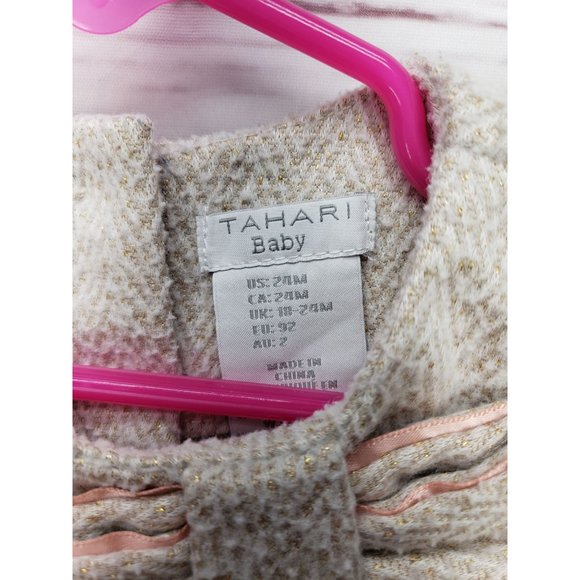 TAHARI
Baby
US: 24M
CA: 24M
UK: 18-24M
EU: 92
AU: 2
MADE IN
CHINA